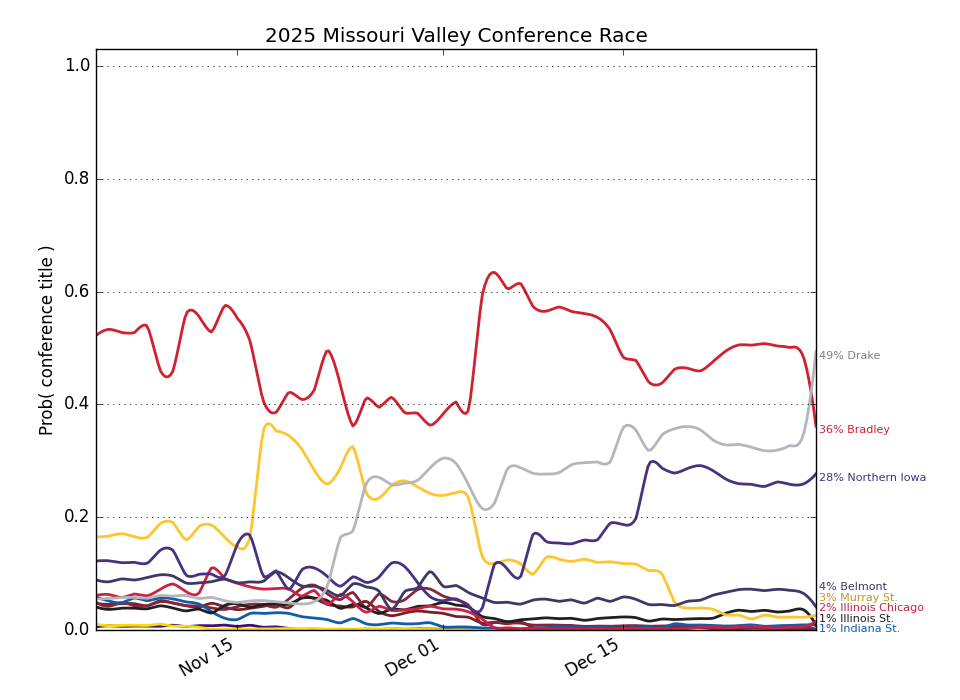 2025 Missouri Valley Conference Race
Prob( conference title )
1.0
0.8
0.6
0.4
0.2
0.0
Nov 15
Dec 01
Dec 15
49% Drake
36% Bradley
28% Northern Iowa
4% Belmont
3% Murray St.
2% Illinois Chicago
1% Illinois St.
1% Indiana St.